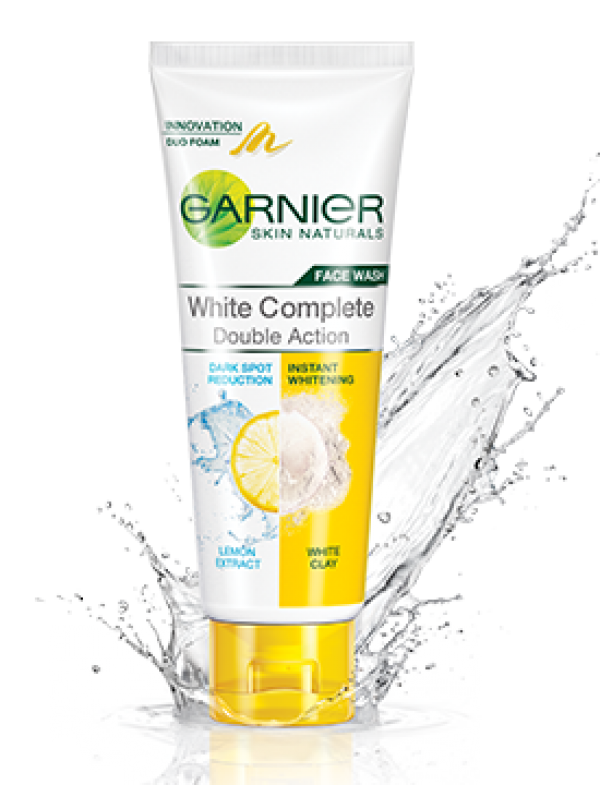 INNOVATION
DUO FOAM
GARNIER
SKIN NATURALS
FACE WASH
White Complete
Double Action
DARK SPOT
REDUCTION
INSTANT
WHITENING
LEMON
EXTRACT
WHITE
CLAY